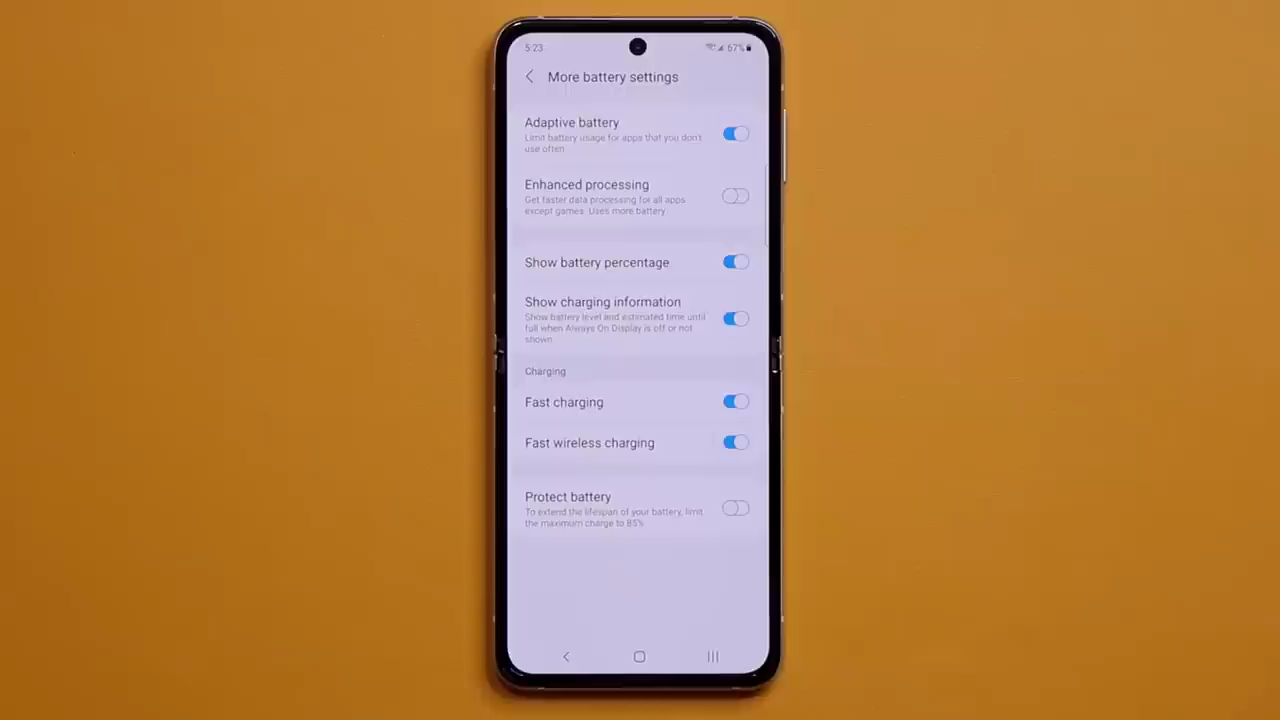 5:23
67%
More battery settings
Adaptive battery
Limit battery usage for apps that you don't
use often
Enhanced processing
Get faster data processing for all apps
except games. Uses more battery
Show battery percentage
Show charging information
Show battery level and estimated time until
full when Always On Display is off or not
shown
Charging
Fast charging
Fast wireless charging
Protect battery
To extend the lifespan of your battery, limit
the maximum charge to 85%